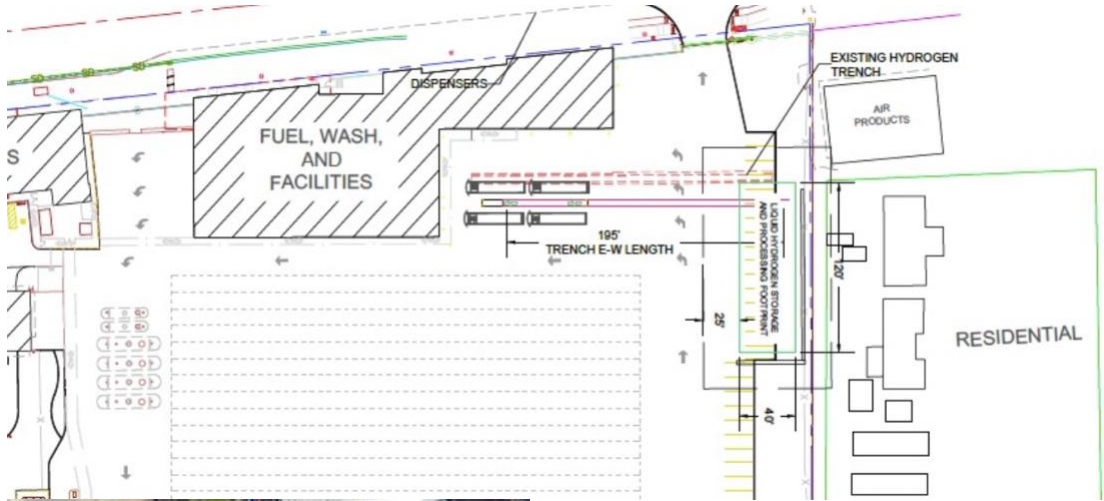 SD
SD
SD
DISPENSERS
EXISTING HYDROGEN
TRENCH
AIR
PRODUCTS
FUEL, WASH,
AND
FACILITIES
S
195'
TRENCH E-W LENGTH
LIQUID HYDROGEN STORAGE
AND PROCESSING FOOTPRINT
120'
25'
40'
RESIDENTIAL